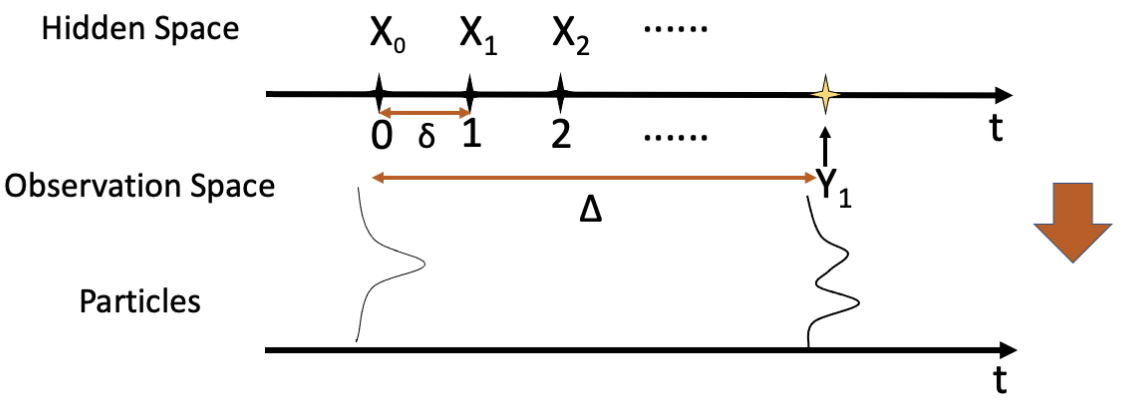 Hidden Space X₀ X₁ X₂ ......
0 δ 1 2 ...... t
Observation Space Y₁
Δ
Particles
t